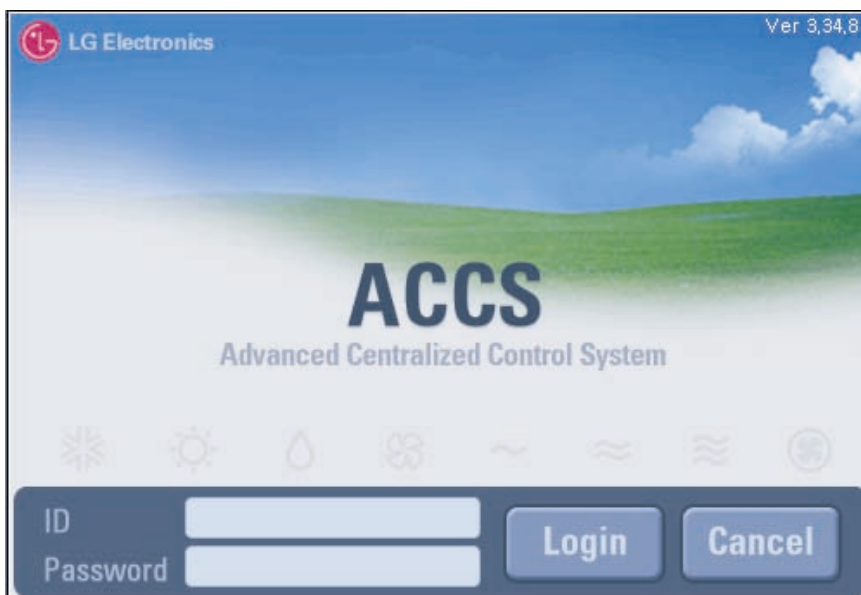 LG Electronics
Ver 3,34,8
ACCS
Advanced Centralized Control System
ID
Login
Cancel
Password